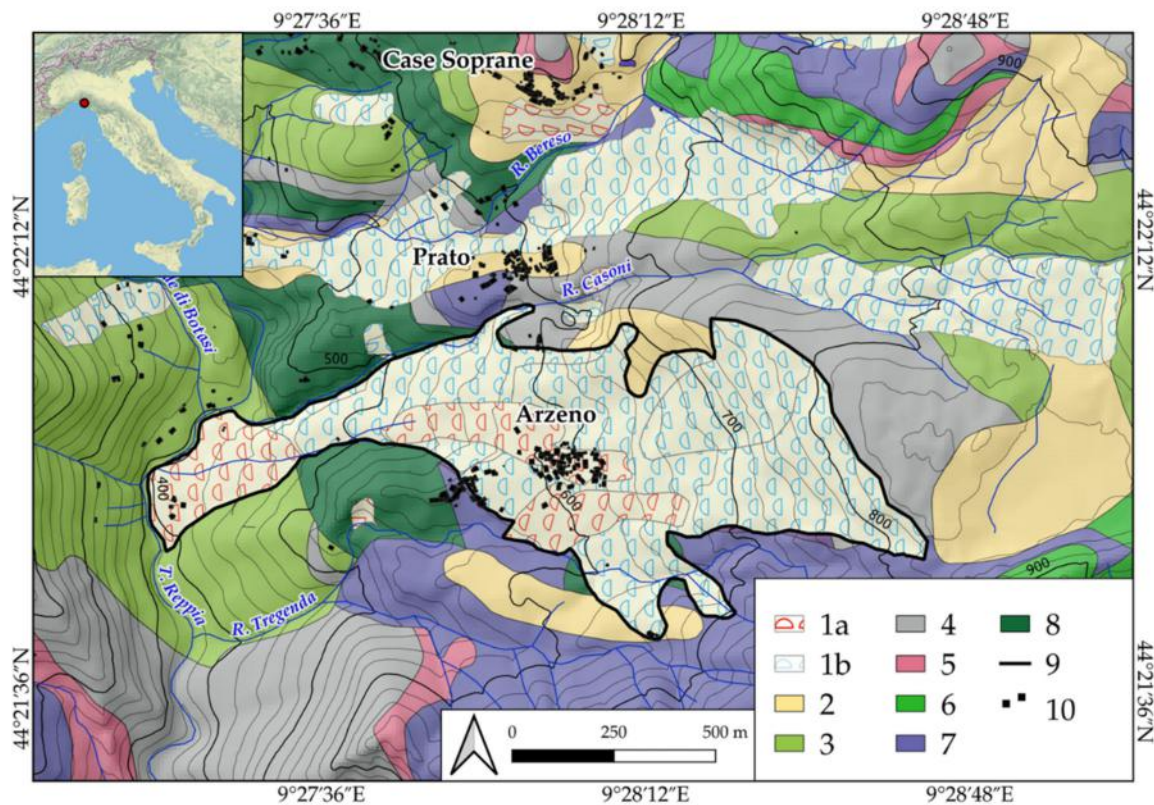 9°27′36″E 9°28′12″E 9°28′48″E
Case Soprane
900
R. Bereso
44°22′12″N 44°22′12″N
Prato
R. Casoni
le di Botasi
500
Arzeno
700
400
600
800
900
T. Reppia
R. Tregenda
1a 4 8
1b 5 9
2 6 10
3 7
0 250 500 m
44°21′36″N 44°21′36″N
9°27′36″E 9°28′12″E 9°28′48″E